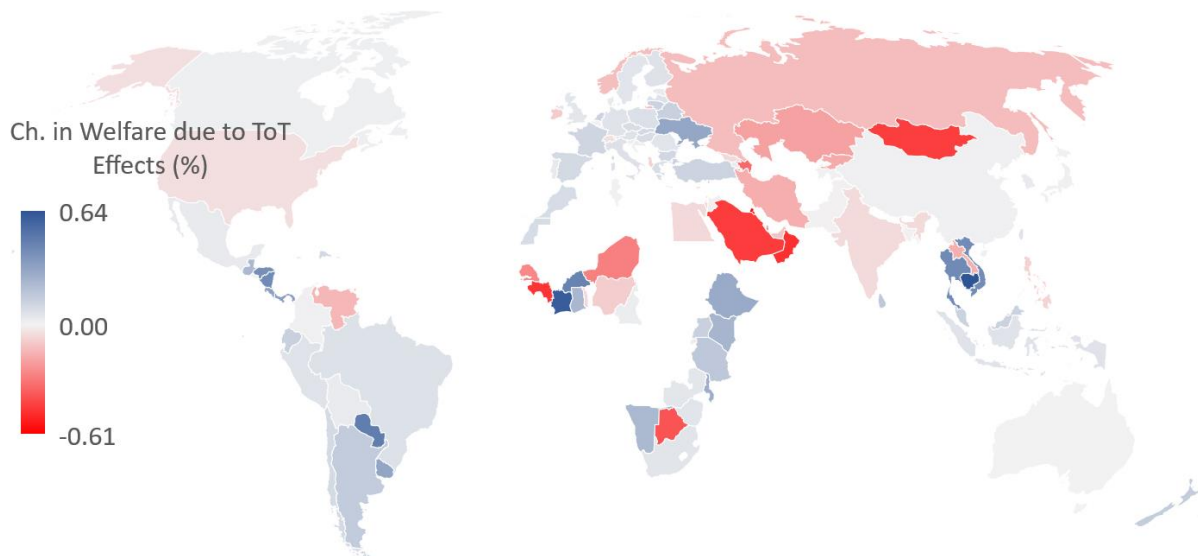 Ch. in Welfare due to ToT
Effects (%)
0.64
0.00
-0.61